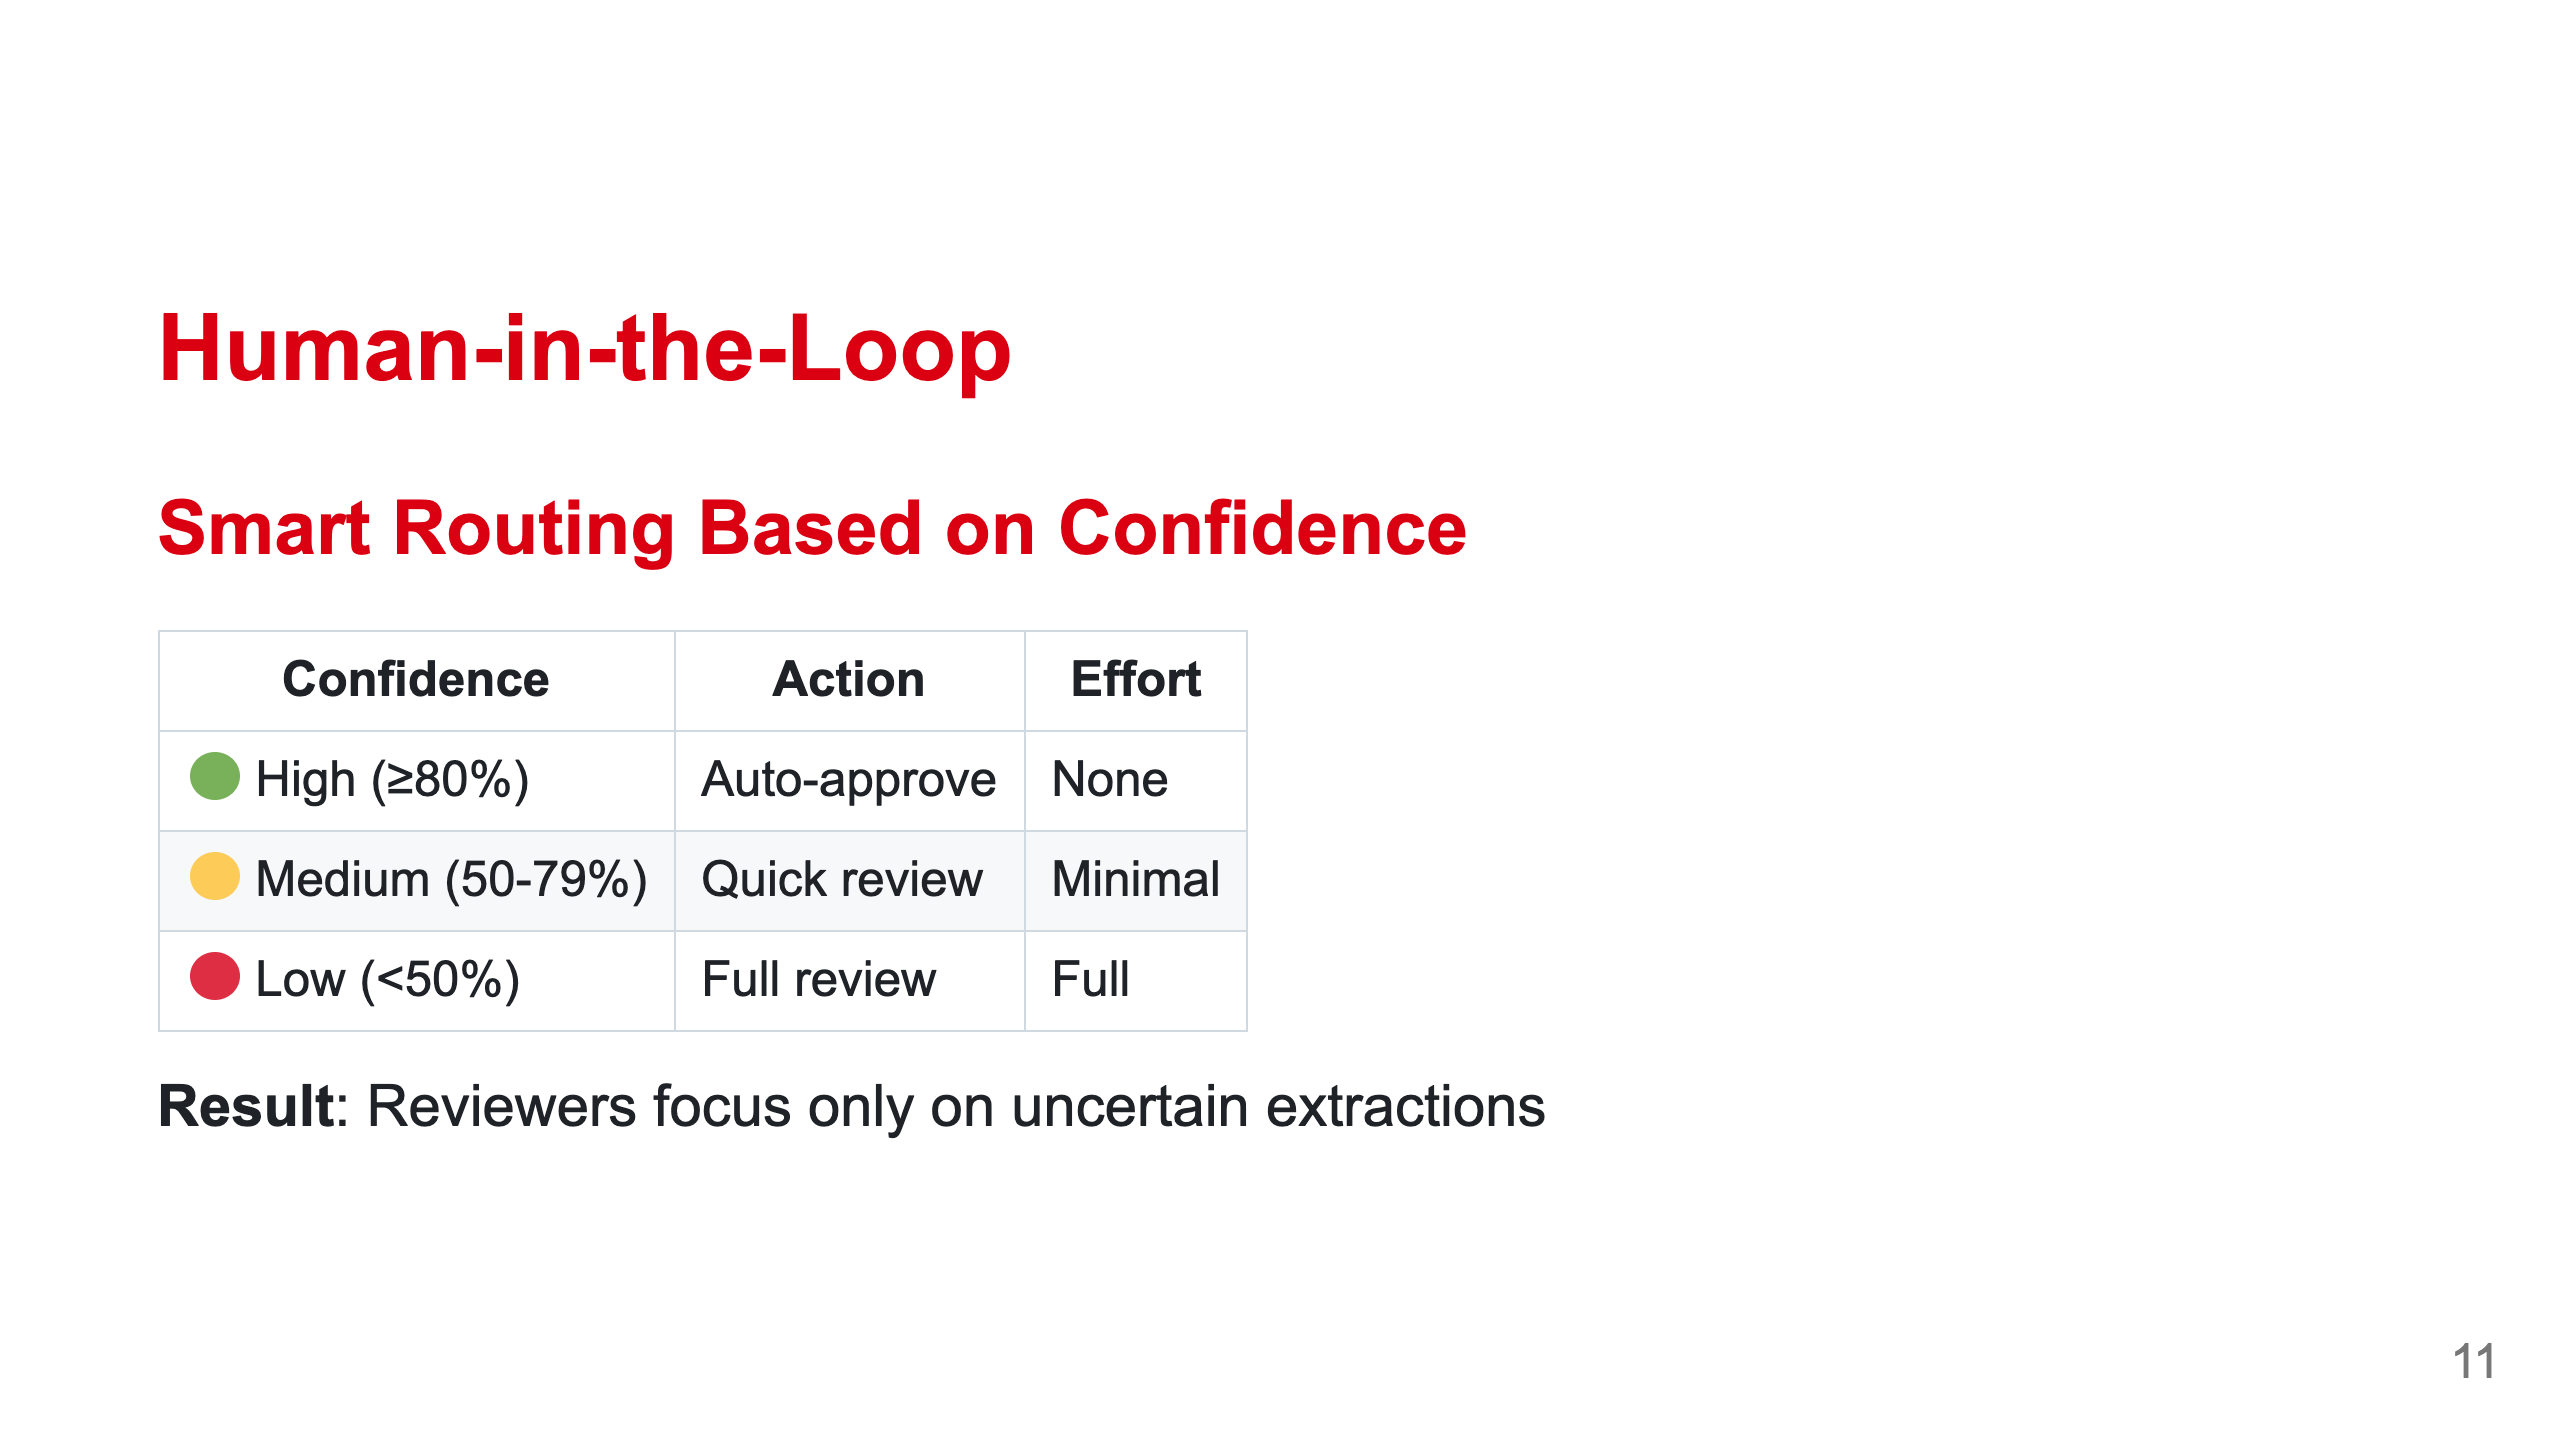 Human-in-the-Loop
Smart Routing Based on Confidence
Confidence Action Effort
High (≥80%) Auto-approve None
Medium (50-79%) Quick review Minimal
Low (<50%) Full review Full
Result: Reviewers focus only on uncertain extractions
11